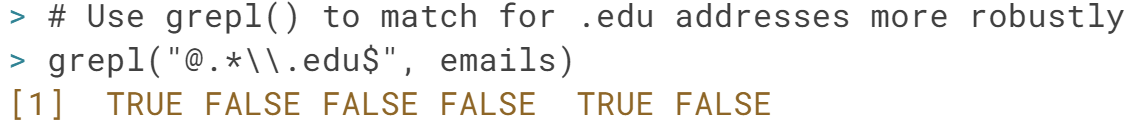 > # Use grepl() to match for .edu addresses more robustly
> grepl("@.*\\.edu$", emails)
[1]  TRUE FALSE FALSE FALSE  TRUE FALSE